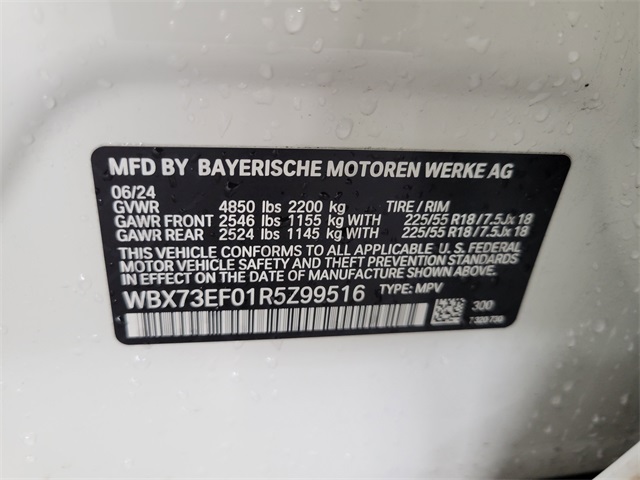 MFD BY BAYERISCHE MOTOREN WERKE AG
06/24
GVWR 4850 lbs 2200 kg TIRE / RIM
GAWR FRONT 2546 lbs 1155 kg WITH 225/55 R18 / 7.5Jx18
GAWR REAR 2524 lbs 1145 kg WITH 225/55 R18 / 7.5Jx18
THIS VEHICLE CONFORMS TO ALL APPLICABLE U. S. FEDERAL
MOTOR VEHICLE SAFETY, BUMPER, AND THEFT PREVENTION STANDARDS
IN EFFECT ON THE DATE OF MANUFACTURE SHOWN ABOVE.
WBX73EF01R5Z99516 TYPE: MPV
300